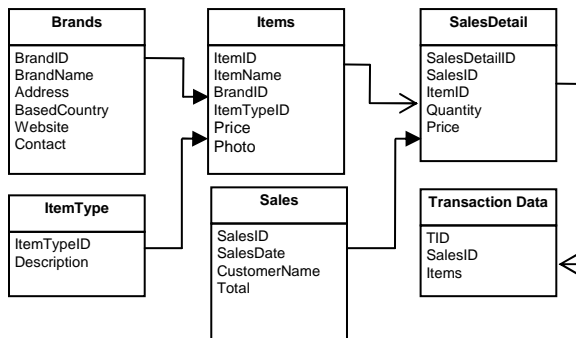 Brands
BrandID
BrandName
Address
BasedCountry
Website
Contact
Items
ItemID
ItemName
BrandID
ItemTypeID
Price
Photo
SalesDetail
SalesDetailID
SalesID
ItemID
Quantity
Price
ItemType
ItemTypeID
Description
Sales
SalesID
SalesDate
CustomerName
Total
Transaction Data
TID
SalesID
Items